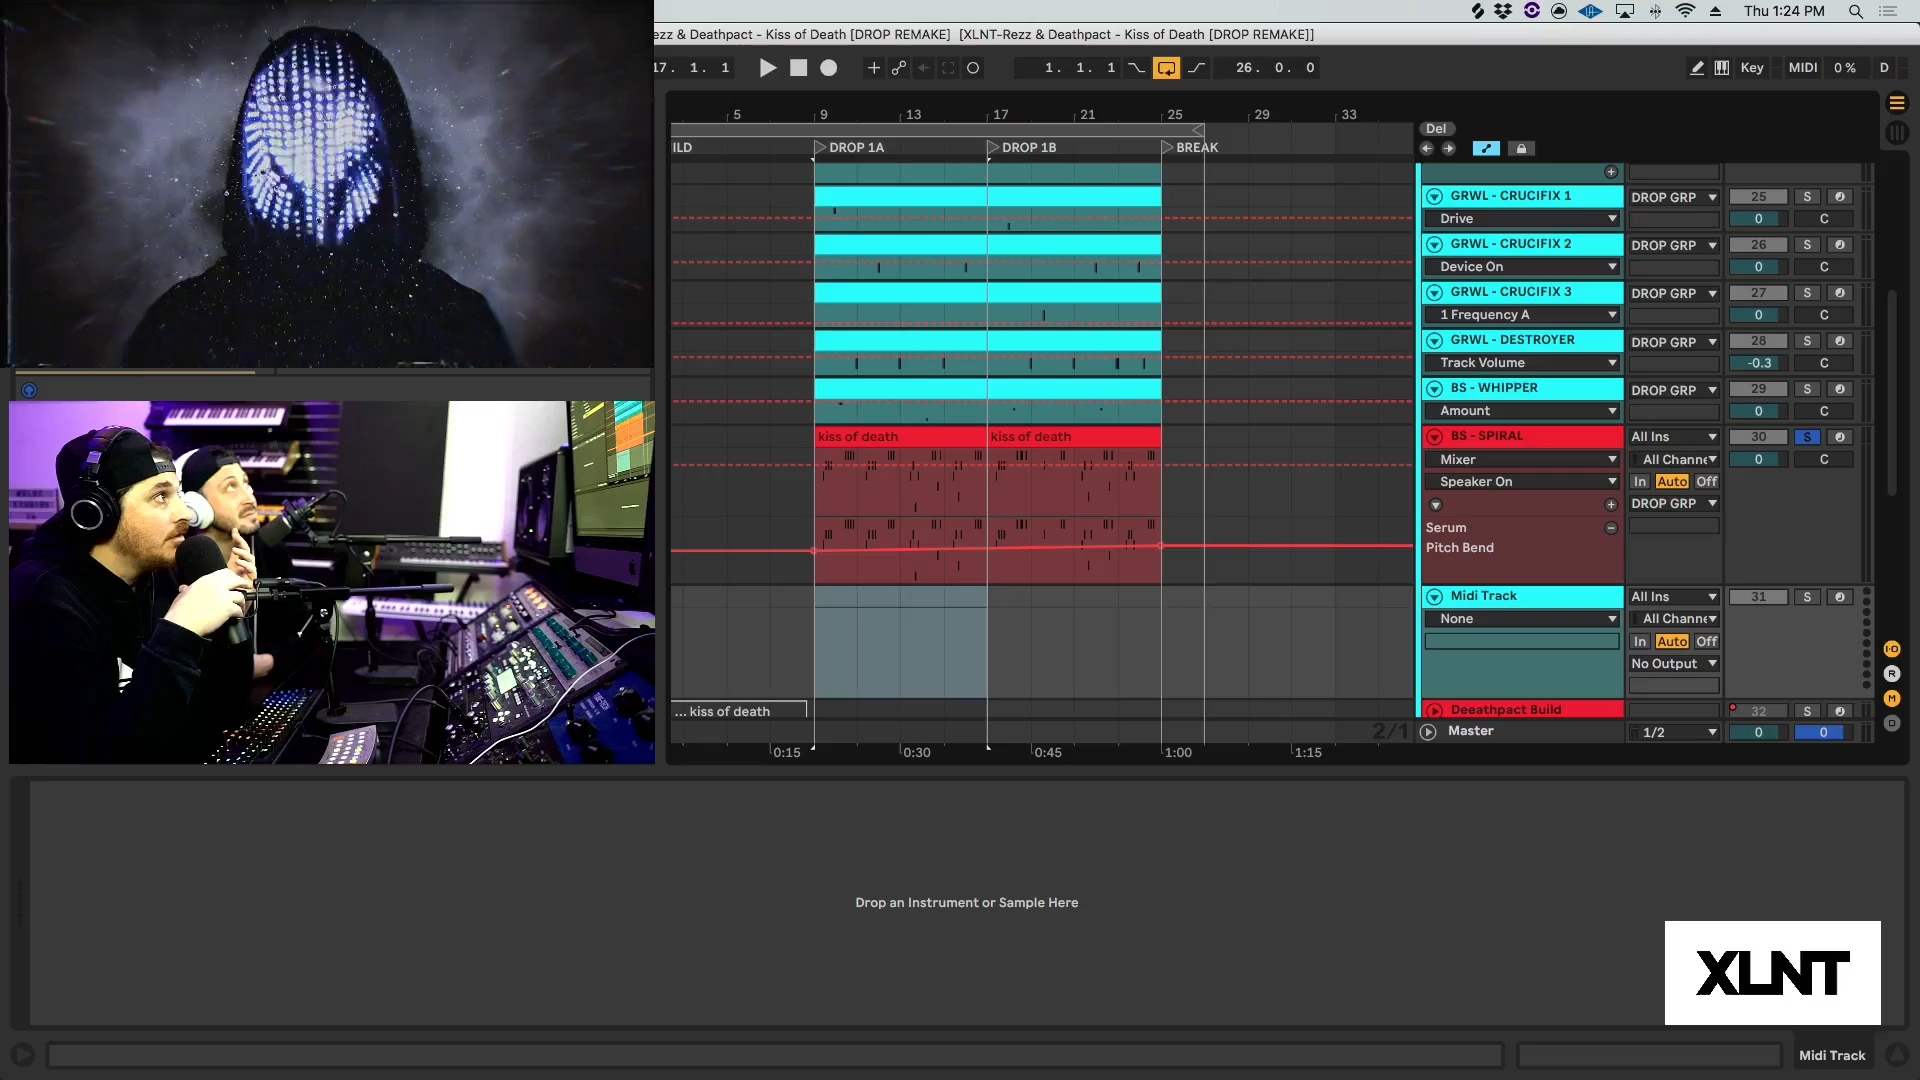 Thu 1:24 PM
ezz & Deathpact - Kiss of Death [DROP REMAKE]  [XLNT-Rezz & Deathpact - Kiss of Death [DROP REMAKE]]
17. 1. 1
1. 1. 1
26. 0. 0
Key
MIDI
0 %
D
5
9
13
17
21
25
29
33
Del
ILD
DROP 1A
DROP 1B
BREAK
GRWL - CRUCIFIX 1
DROP GRP
25
S
Drive
0
C
GRWL - CRUCIFIX 2
DROP GRP
26
S
Device On
0
C
GRWL - CRUCIFIX 3
DROP GRP
27
S
1 Frequency A
0
C
GRWL - DESTROYER
DROP GRP
28
S
Track Volume
-0.3
C
BS - WHIPPER
DROP GRP
29
S
Amount
0
C
kiss of death
kiss of death
BS - SPIRAL
All Ins
30
S
Mixer
All Channe
0
C
Speaker On
In
Auto
Off
DROP GRP
Serum
Pitch Bend
Midi Track
All Ins
31
S
None
All Channe
In
Auto
Off
No Output
I·O
R
M
D
... kiss of death
Deeathpact Build
32
S
2/1
Master
1/2
0
0
0:15
0:30
0:45
1:00
1:15
Drop an Instrument or Sample Here
XLNT
Midi Track